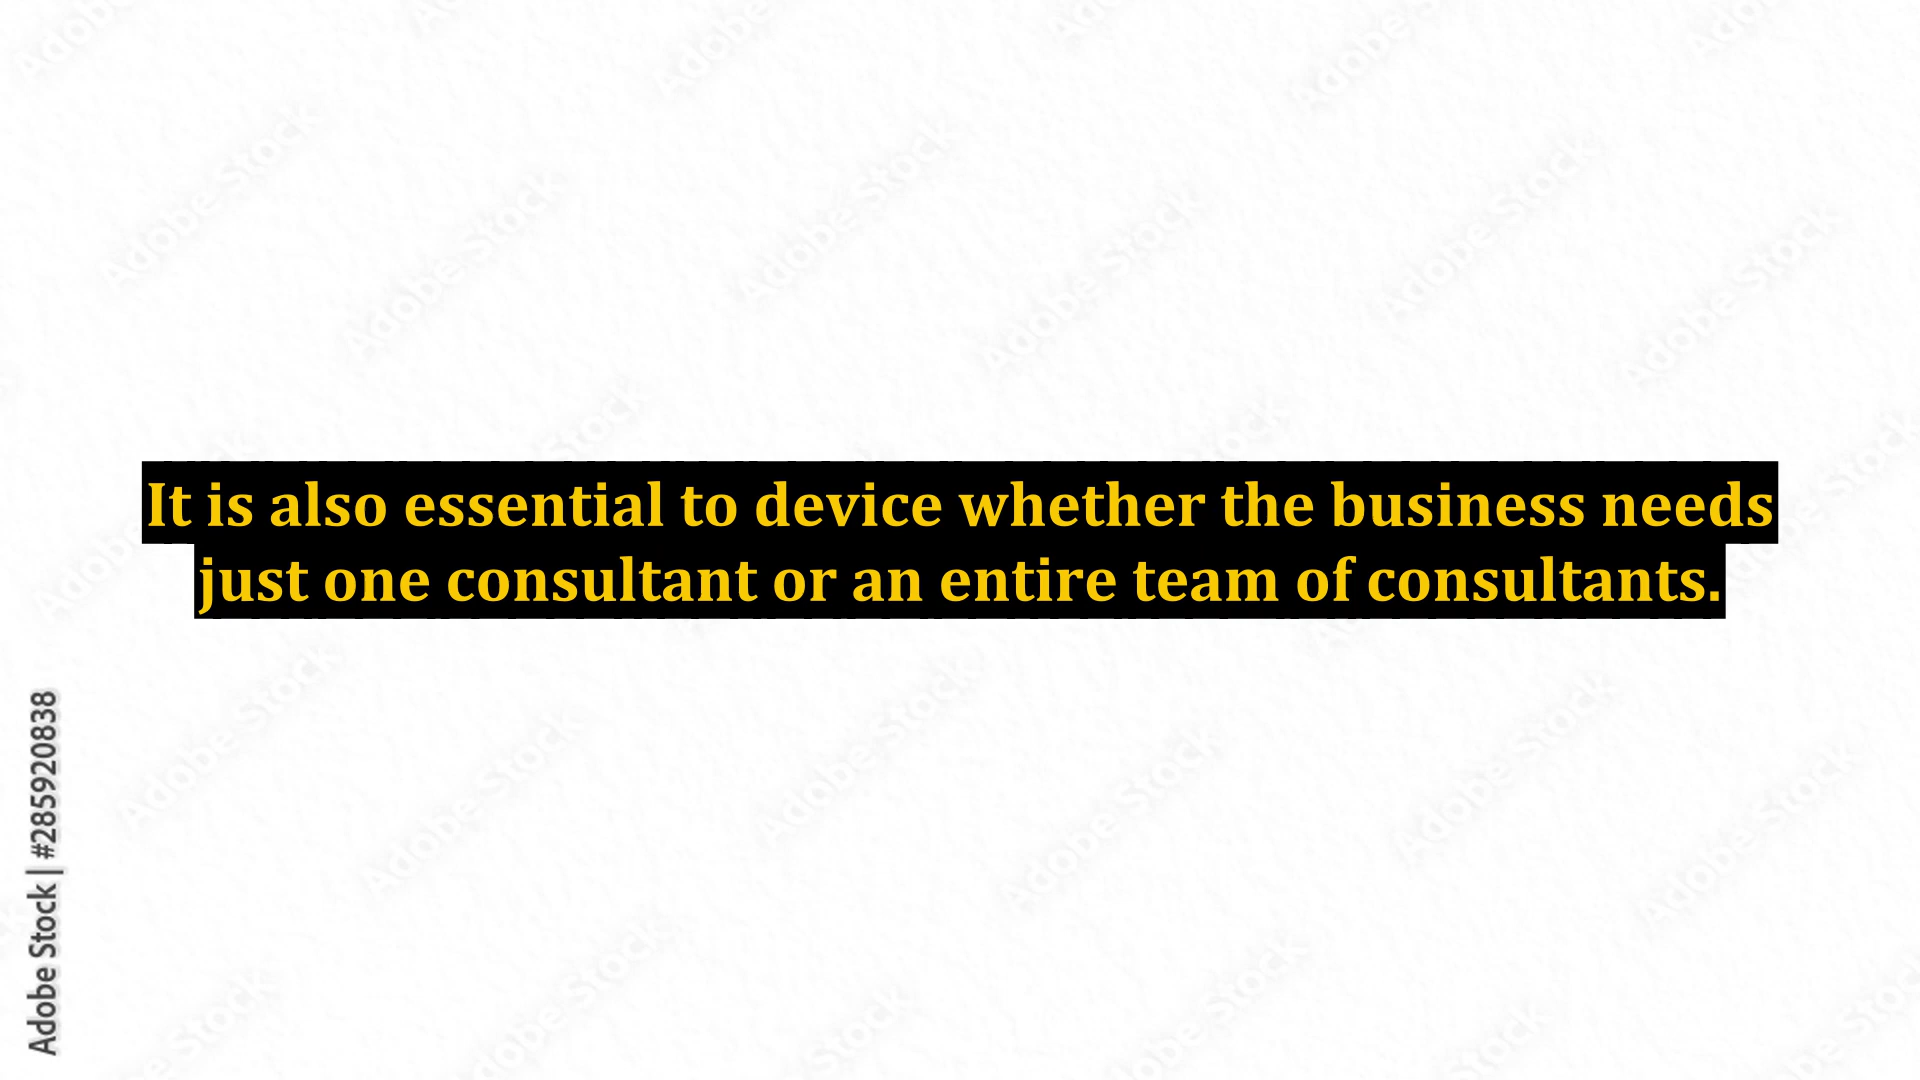 It is also essential to device whether the business needs
just one consultant or an entire team of consultants.
Adobe Stock | #285920838